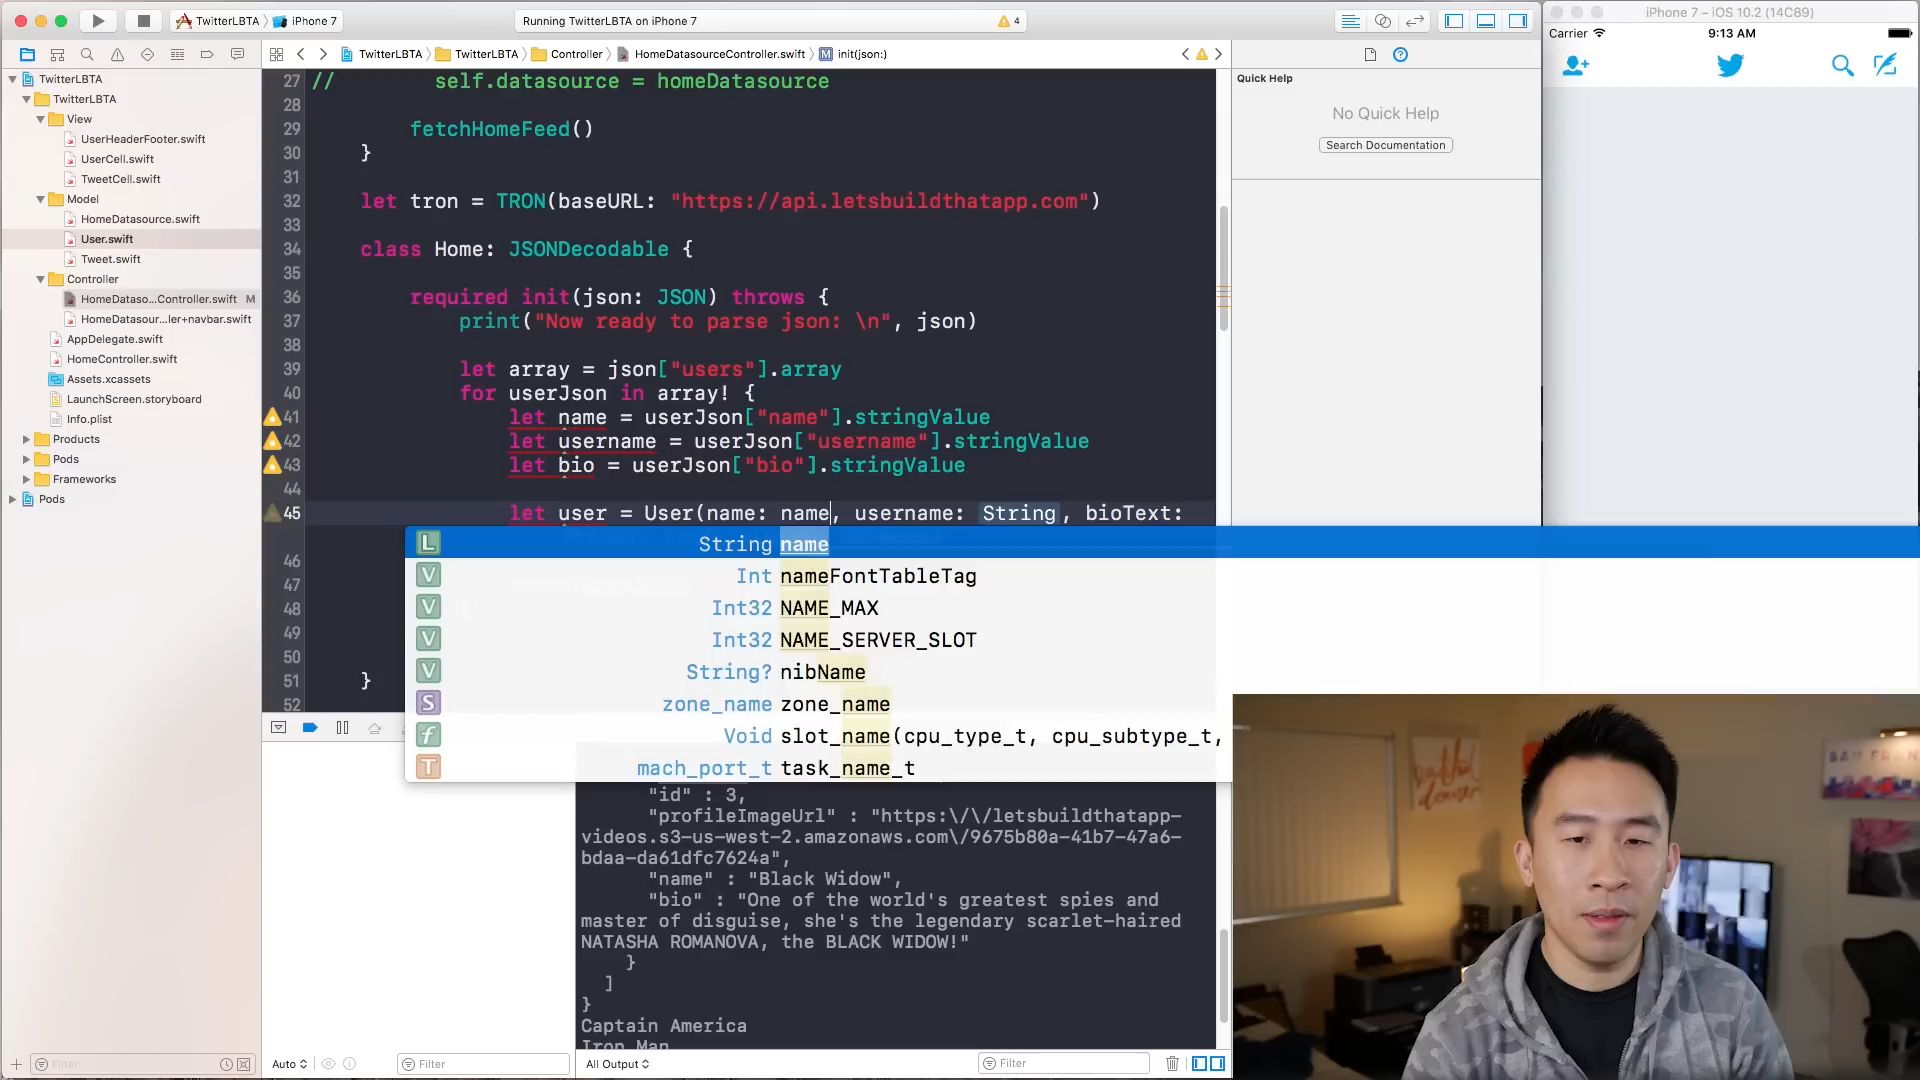 TwitterLBTA
iPhone 7
Running TwitterLBTA on iPhone 7
4
iPhone 7 – iOS 10.2 (14C89)
Carrier
9:13 AM
TwitterLBTA
TwitterLBTA
Controller
HomeDatasourceController.swift
init(json:)
TwitterLBTA
TwitterLBTA
View
UserHeaderFooter.swift
UserCell.swift
TweetCell.swift
Model
HomeDatasource.swift
User.swift
Tweet.swift
Controller
HomeDataso...Controller.swift M
HomeDatasour...ler+navbar.swift
AppDelegate.swift
HomeController.swift
Assets.xcassets
LaunchScreen.storyboard
Info.plist
Products
Pods
Frameworks
Pods
Filter
27 // self.datasource = homeDatasource
28
29 fetchHomeFeed()
30 }
31
32 let tron = TRON(baseURL: "https://api.letsbuildthatapp.com")
33
34 class Home: JSONDecodable {
35
36 required init(json: JSON) throws {
37 print("Now ready to parse json: \n", json)
38
39 let array = json["users"].array
40 for userJson in array! {
41 let name = userJson["name"].stringValue
42 let username = userJson["username"].stringValue
43 let bio = userJson["bio"].stringValue
44
45 let user = User(name: name, username: String, bioText:
46
47
48
49
50
51 }
52
String name
Int nameFontTableTag
Int32 NAME_MAX
Int32 NAME_SERVER_SLOT
String? nibName
zone_name zone_name
Void slot_name(cpu_type_t, cpu_subtype_t,
mach_port_t task_name_t
"id" : 3,
"profileImageUrl" : "https:\/\/letsbuildthatapp-
videos.s3-us-west-2.amazonaws.com\/9675b80a-41b7-47a6-
bdaa-da61dfc7624a",
"name" : "Black Widow",
"bio" : "One of the world's greatest spies and
master of disguise, she's the legendary scarlet-haired
NATASHA ROMANOVA, the BLACK WIDOW!"
}
]
}
Captain America
Iron Man
Auto
Filter
All Output
Filter
Quick Help
No Quick Help
Search Documentation